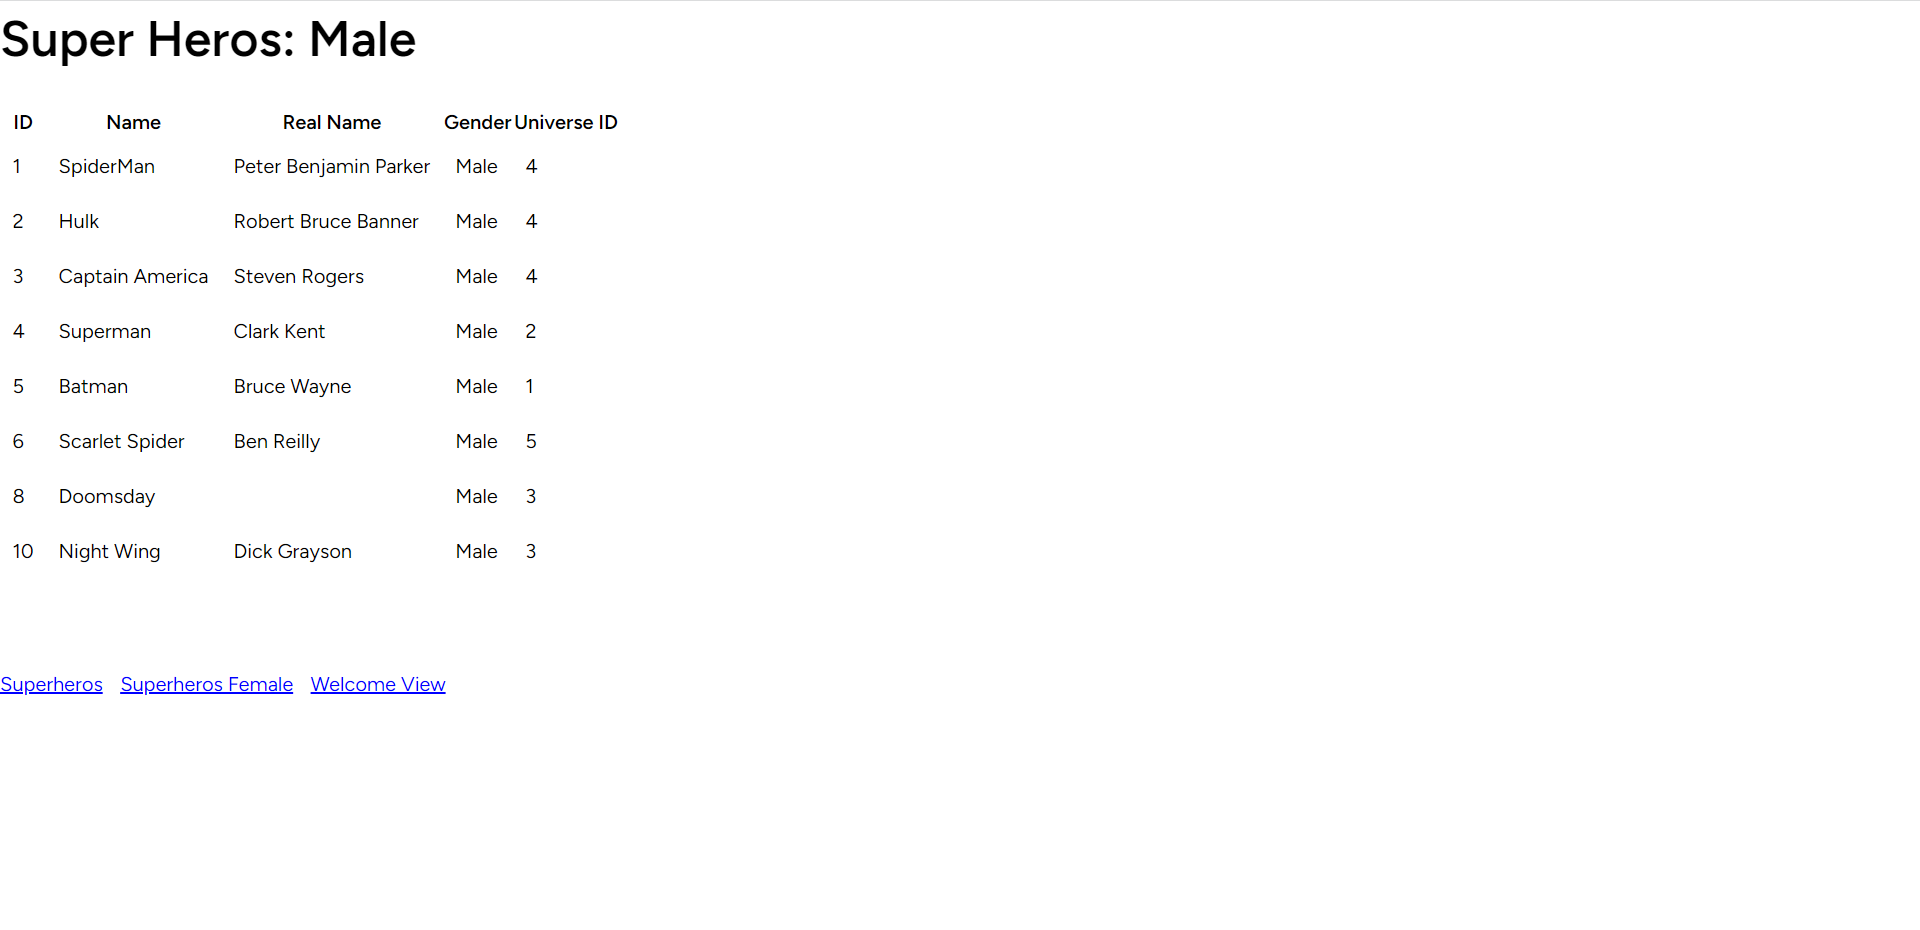 Super Heros: Male
ID Name Real Name Gender Universe ID
1 SpiderMan Peter Benjamin Parker Male 4
2 Hulk Robert Bruce Banner Male 4
3 Captain America Steven Rogers Male 4
4 Superman Clark Kent Male 2
5 Batman Bruce Wayne Male 1
6 Scarlet Spider Ben Reilly Male 5
8 Doomsday Male 3
10 Night Wing Dick Grayson Male 3
Superheros Superheros Female Welcome View